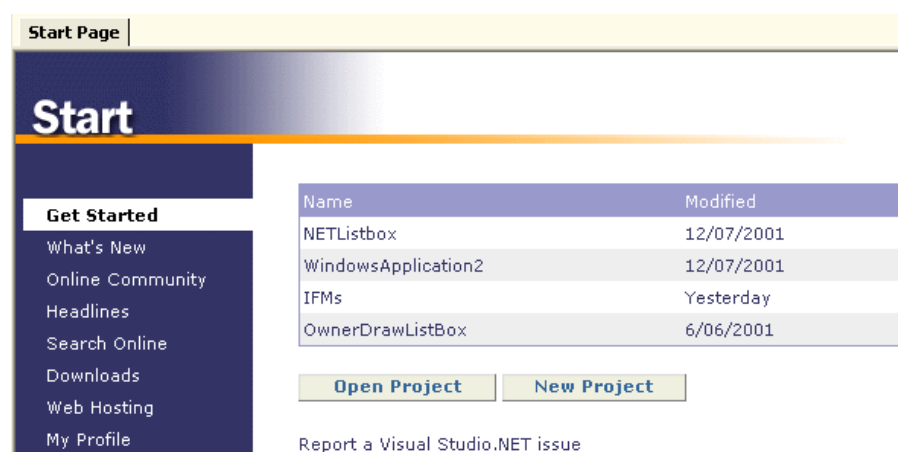 Start Page
Start
Get Started
What's New
Online Community
Headlines
Search Online
Downloads
Web Hosting
My Profile
Name Modified
NETListbox 12/07/2001
WindowsApplication2 12/07/2001
IFMs Yesterday
OwnerDrawListBox 6/06/2001
Open Project New Project
Report a Visual Studio.NET issue